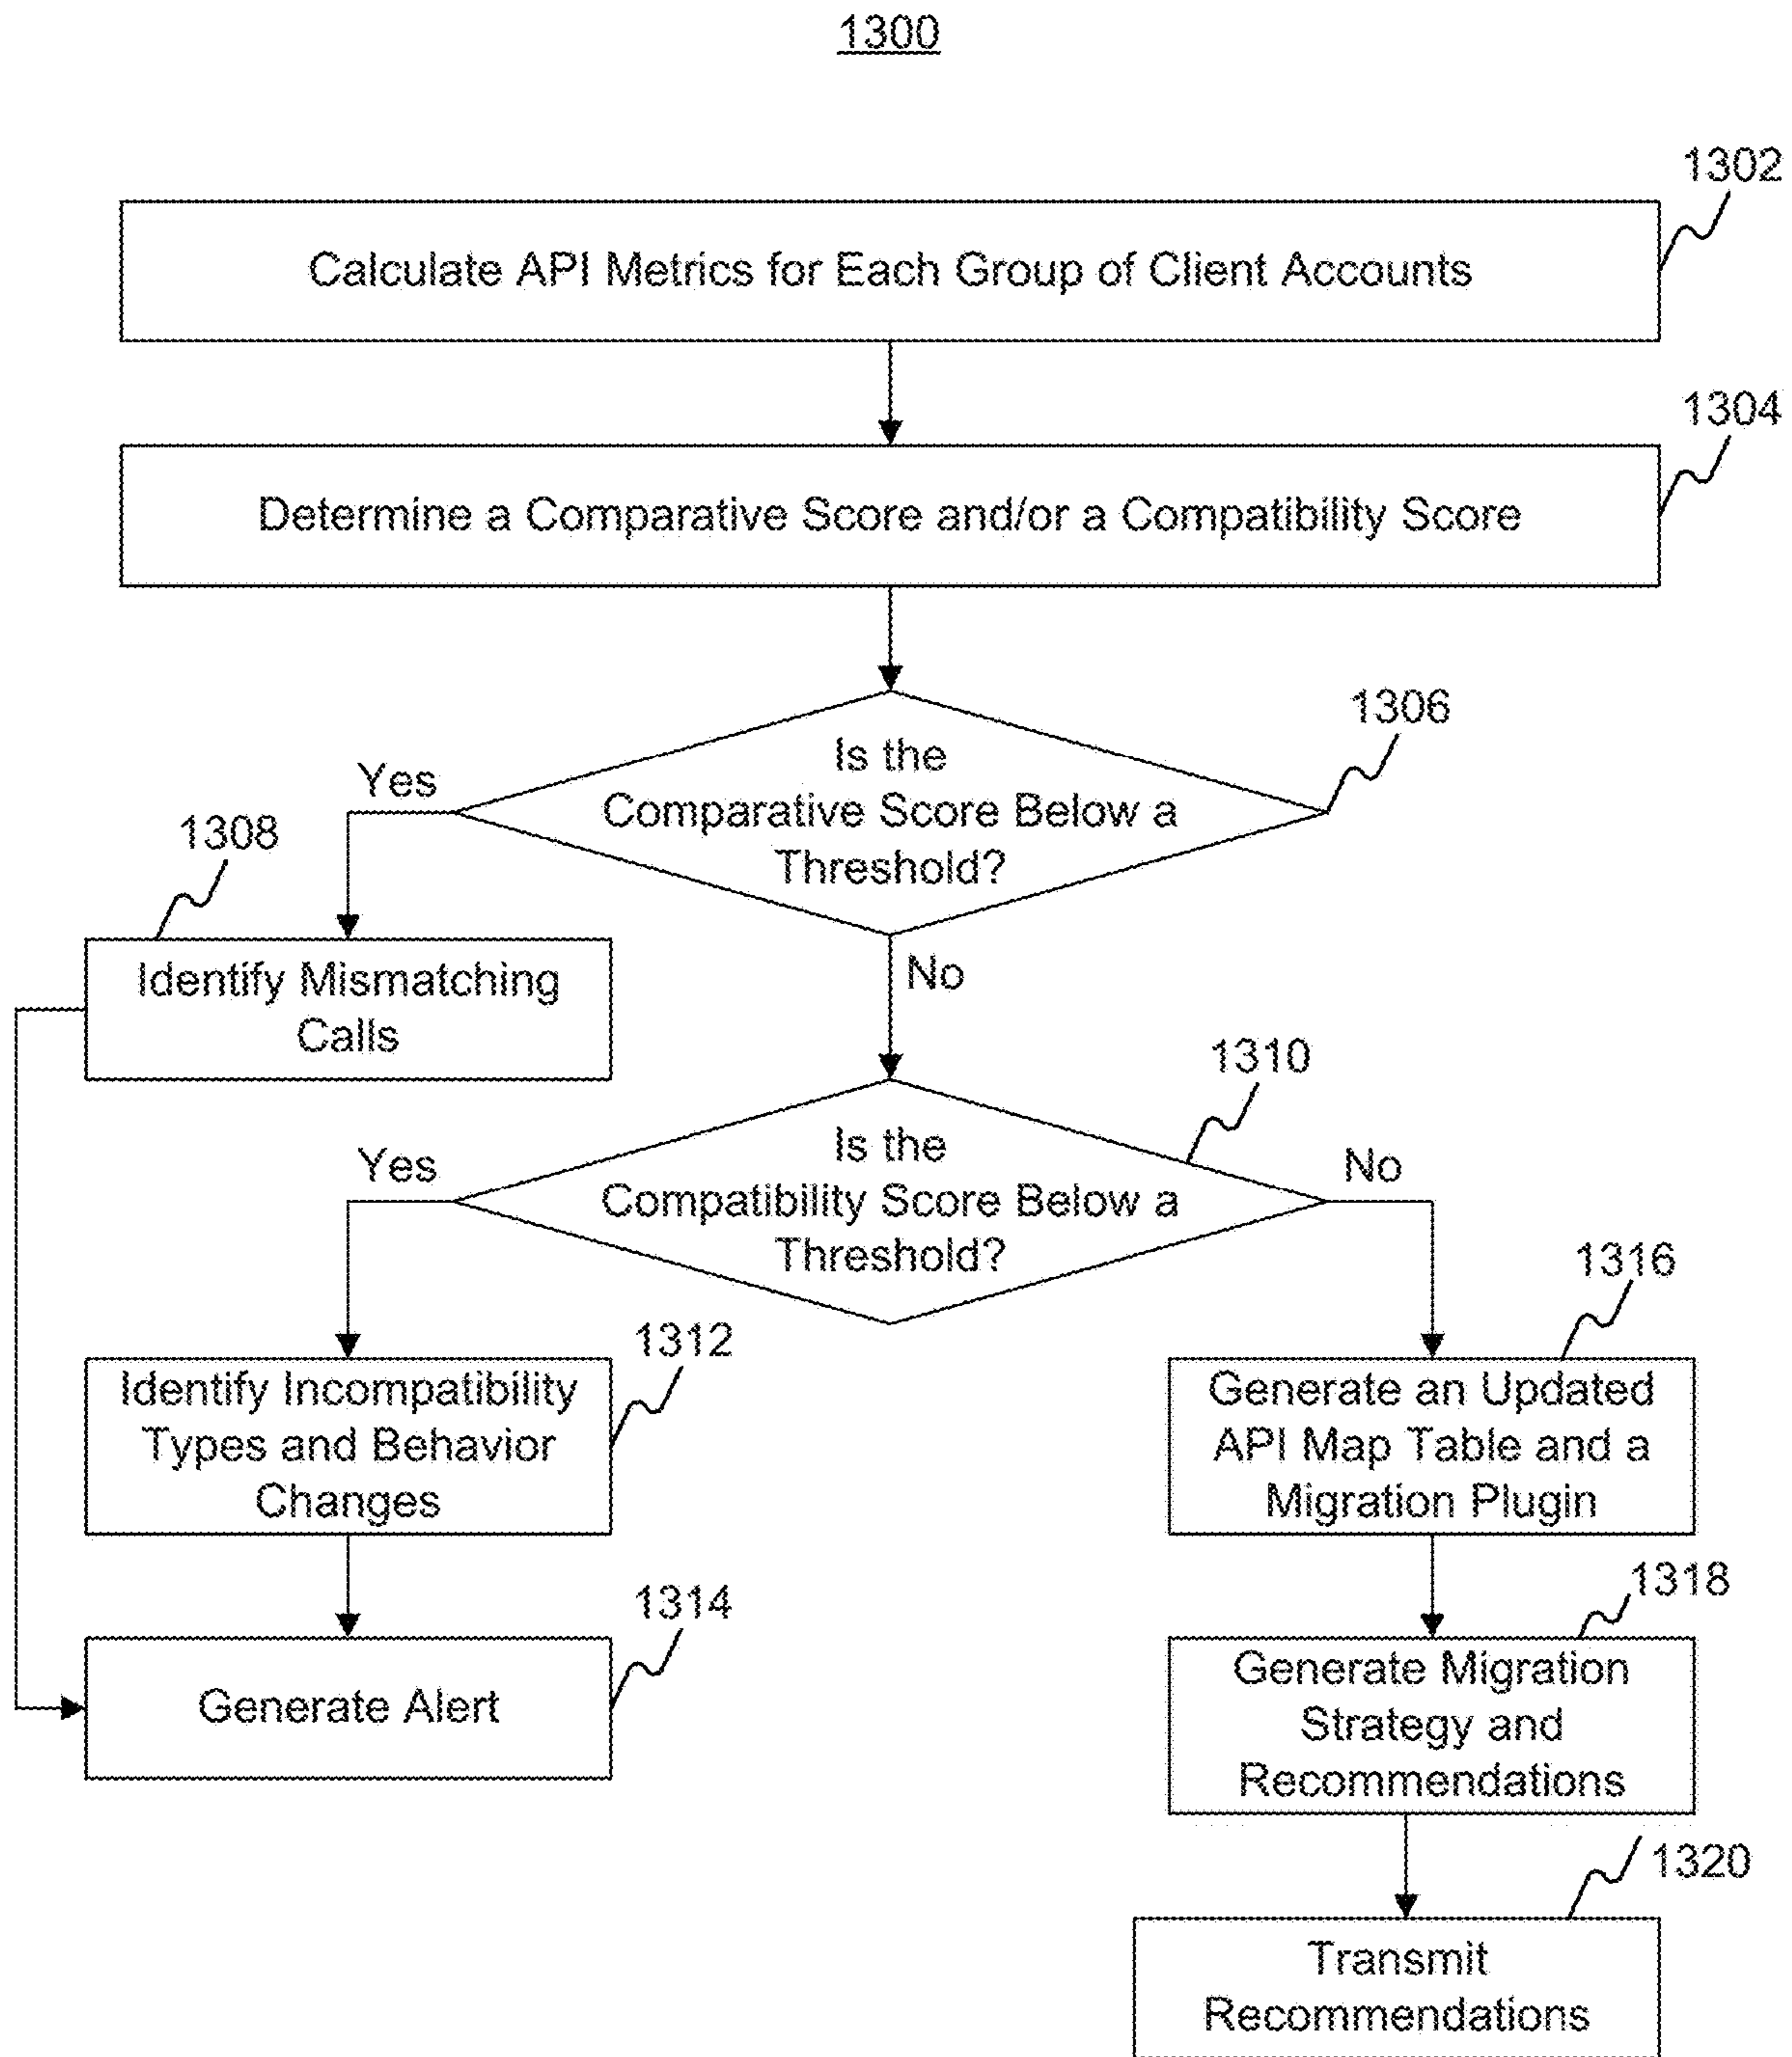 1300
1302
Calculate API Metrics for Each Group of Client Accounts
1304
Determine a Comparative Score and/or a Compatibility Score
1306
Is the
Comparative Score Below a
Threshold?
Yes
1308
Identify Mismatching
Calls
No
1310
Is the
Compatibility Score Below a
Threshold?
Yes
No
1312
Identify Incompatibility
Types and Behavior
Changes
1316
Generate an Updated
API Map Table and a
Migration Plugin
1314
Generate Alert
1318
Generate Migration
Strategy and
Recommendations
1320
Transmit
Recommendations